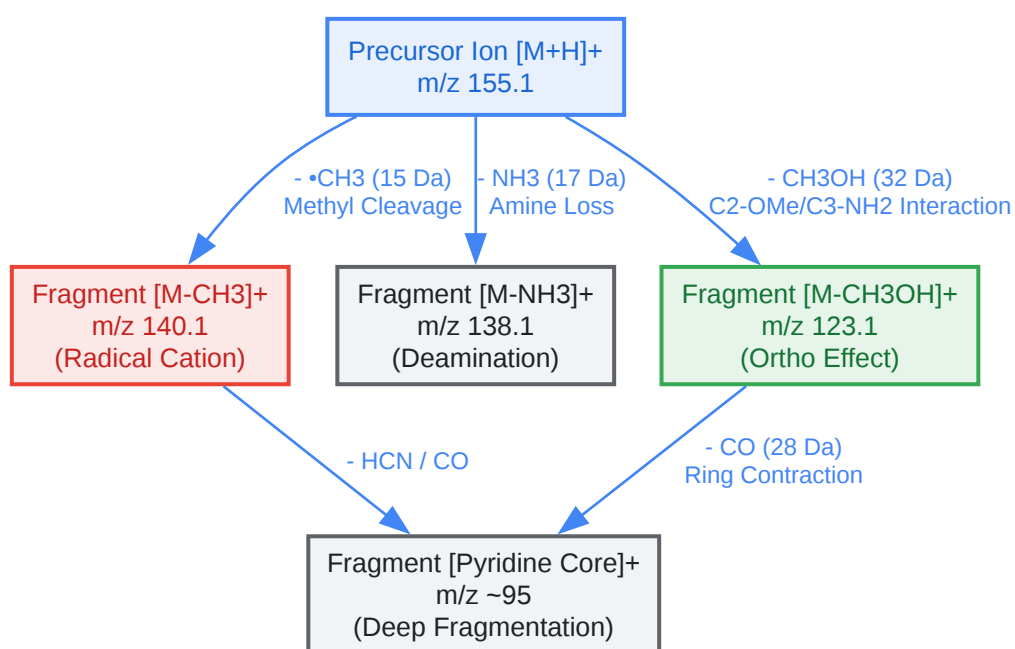 Precursor Ion [M+H]+
m/z 155.1
- •CH3 (15 Da)
Methyl Cleavage
- NH3 (17 Da)
Amine Loss
- CH3OH (32 Da)
C2-OMe/C3-NH2 Interaction
Fragment [M-CH3]+
m/z 140.1
(Radical Cation)
Fragment [M-NH3]+
m/z 138.1
(Deamination)
Fragment [M-CH3OH]+
m/z 123.1
(Ortho Effect)
- HCN / CO
- CO (28 Da)
Ring Contraction
Fragment [Pyridine Core]+
m/z ~95
(Deep Fragmentation)